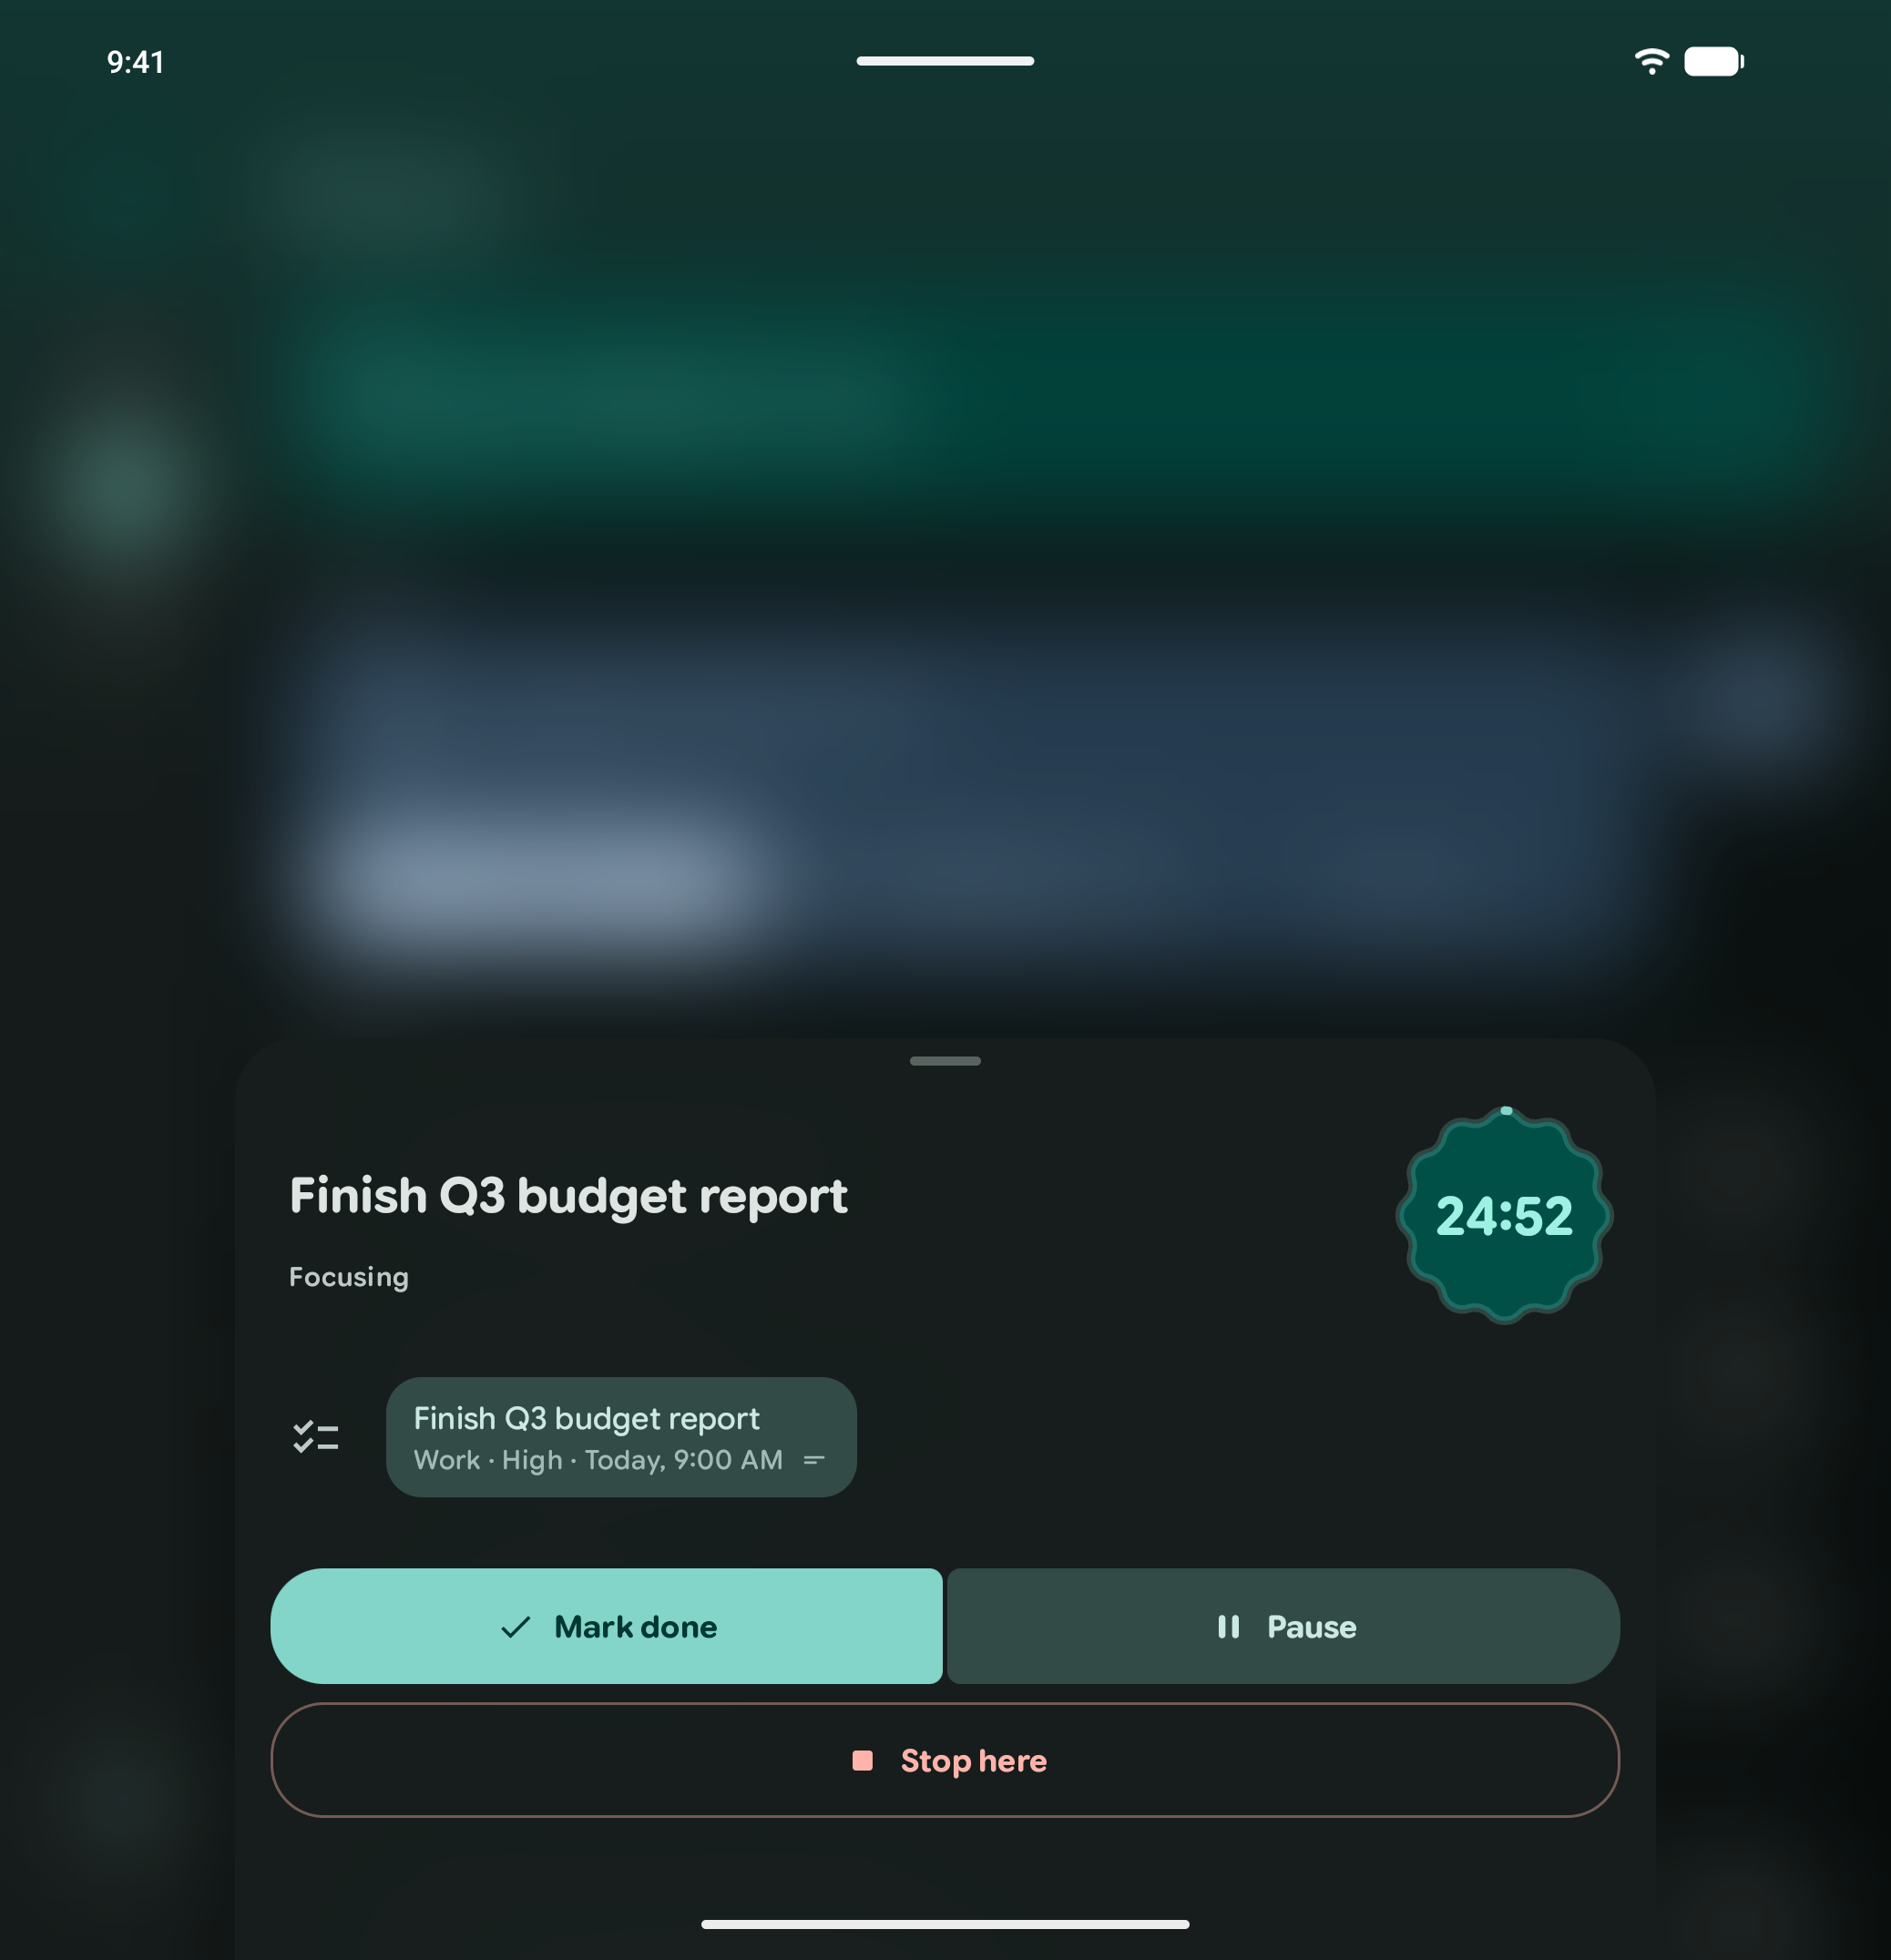 9:41
Finish Q3 budget report
24:52
Focusing
Finish Q3 budget report
Work · High · Today, 9:00 AM
Mark done
Pause
Stop here